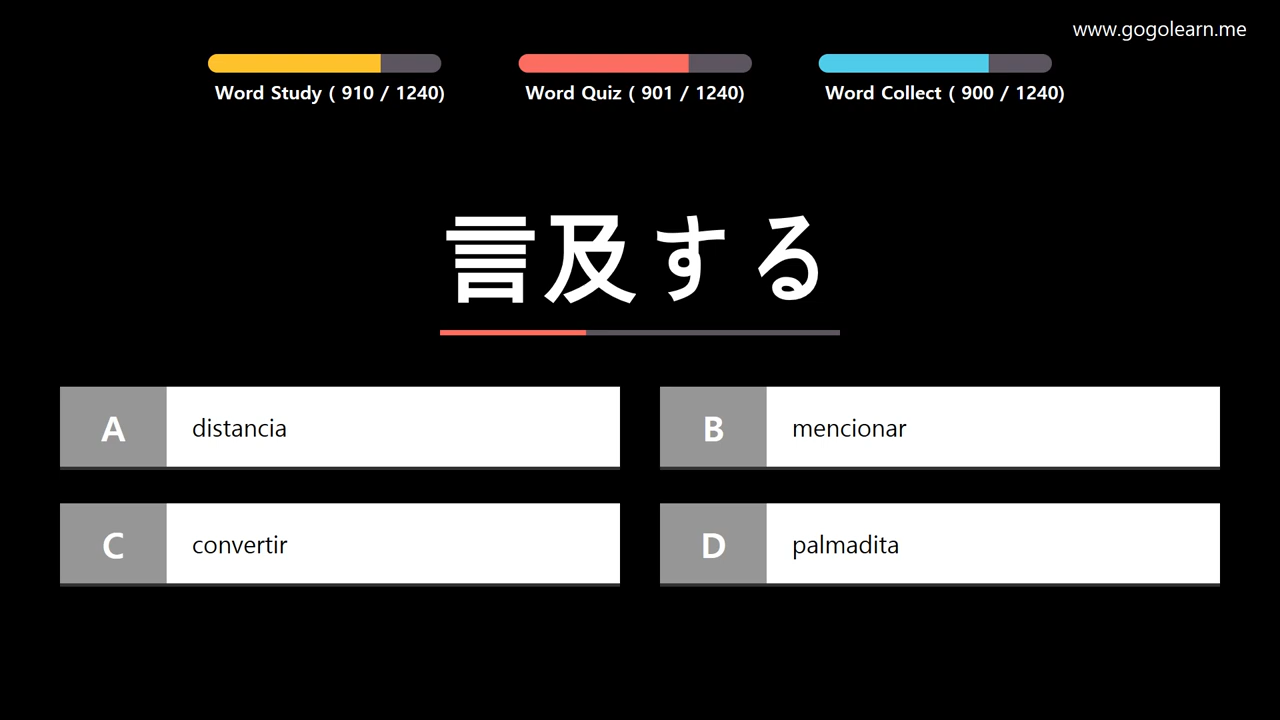 www.gogolearn.me
Word Study ( 910 / 1240)
Word Quiz ( 901 / 1240)
Word Collect ( 900 / 1240)
言及する
A
distancia
B
mencionar
C
convertir
D
palmadita